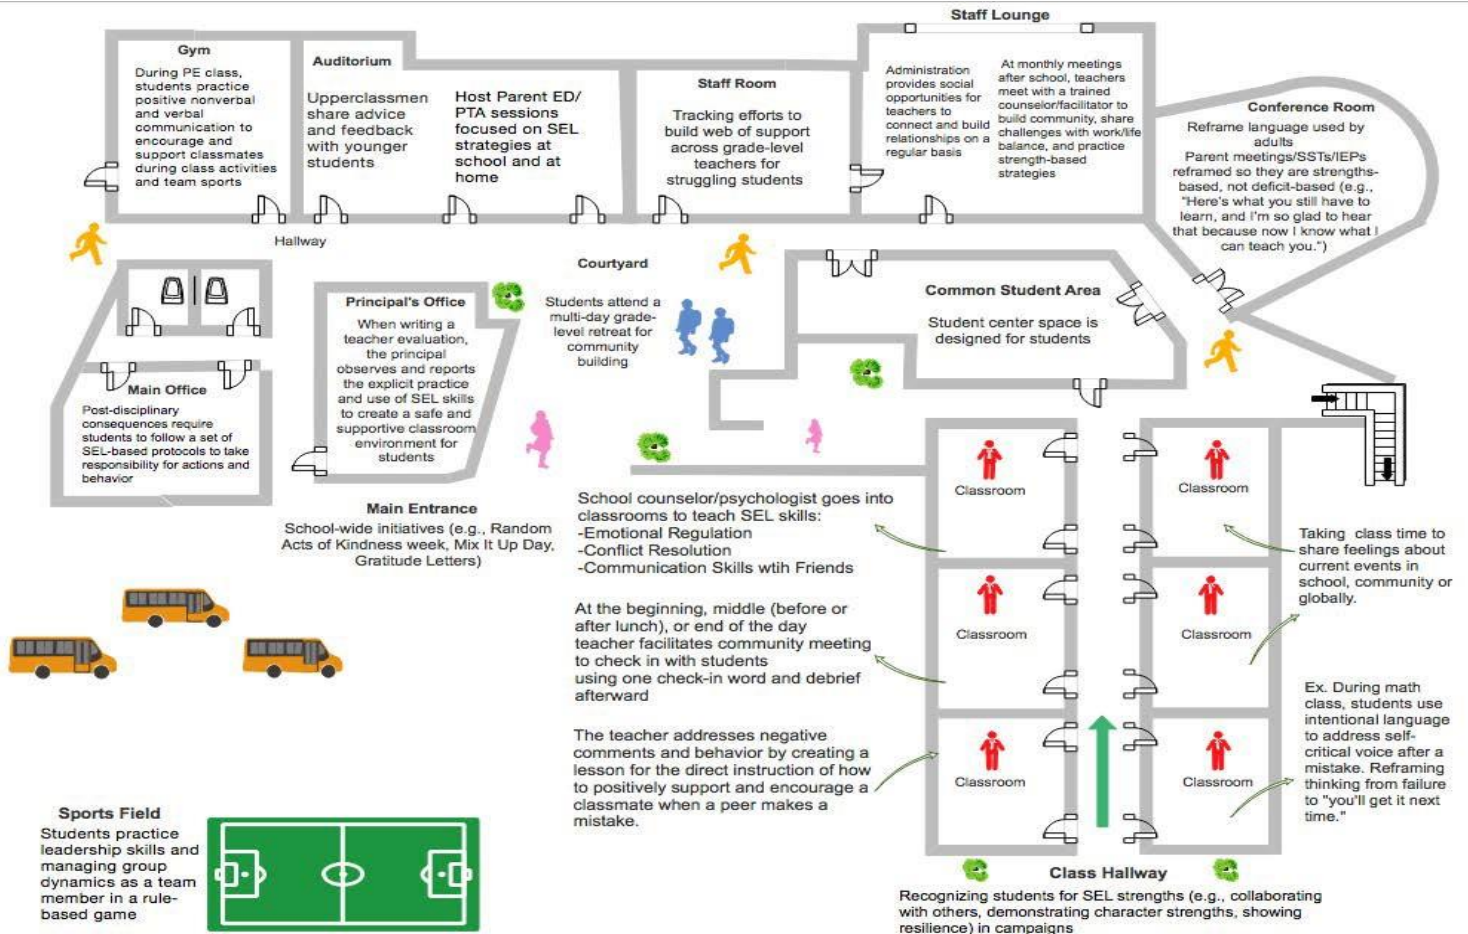 Staff Lounge
Gym
During PE class,
students practice
positive nonverbal
and verbal
communication to
encourage and
support classmates
during class activities
and team sports
Auditorium
Upperclassmen
share advice
and feedback
with younger
students
Host Parent ED/
PTA sessions
focused on SEL
strategies at
school and at
home
Staff Room
Tracking efforts to
build web of support
across grade-level
teachers for
struggling students
Administration
provides social
opportunities for
teachers to
connect and build
relationships on a
regular basis
At monthly meetings
after school, teachers
meet with a trained
counselor/facilitator to
build community, share
challenges with work/life
balance, and practice
strength-based
strategies
Conference Room
Reframe language used by
adults
Parent meetings/SSTs/IEPs
reframed so they are strengths-
based, not deficit-based (e.g.,
"Here's what you still have to
learn, and I'm so glad to hear
that because now I know what I
can teach you.")
Hallway
Courtyard
Students attend a
multi-day grade-
level retreat for
community
building
Principal's Office
When writing a
teacher evaluation,
the principal
observes and reports
the explicit practice
and use of SEL skills
to create a safe and
supportive classroom
environment for
students
Common Student Area
Student center space is
designed for students
Main Office
Post-disciplinary
consequences require
students to follow a set of
SEL-based protocols to take
responsibility for actions and
behavior
Main Entrance
School-wide initiatives (e.g., Random
Acts of Kindness week, Mix It Up Day,
Gratitude Letters)
School counselor/psychologist goes into
classrooms to teach SEL skills:
-Emotional Regulation
-Conflict Resolution
-Communication Skills wtih Friends
At the beginning, middle (before or
after lunch), or end of the day
teacher facilitates community meeting
to check in with students
using one check-in word and debrief
afterward
The teacher addresses negative
comments and behavior by creating a
lesson for the direct instruction of how
to positively support and encourage a
classmate when a peer makes a
mistake.
Classroom
Classroom
Classroom
Classroom
Classroom
Classroom
Taking class time to
share feelings about
current events in
school, community or
globally.
Ex. During math
class, students use
intentional language
to address self-
critical voice after a
mistake. Reframing
thinking from failure
to "you'll get it next
time."
Sports Field
Students practice
leadership skills and
managing group
dynamics as a team
member in a rule-
based game
Class Hallway
Recognizing students for SEL strengths (e.g., collaborating
with others, demonstrating character strengths, showing
resilience) in campaigns